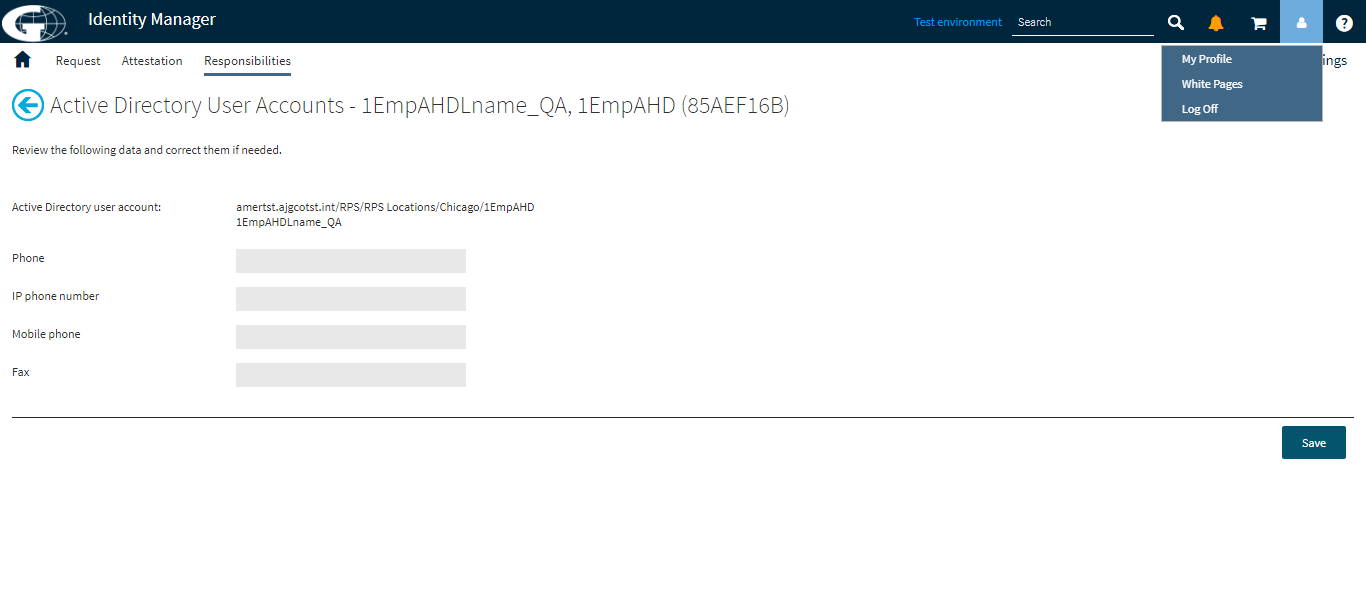 Identity Manager
Test environment
Search
Request
Attestation
Responsibilities
ings
My Profile
White Pages
Log Off
Active Directory User Accounts - 1EmpAHDLname_QA, 1EmpAHD (85AEF16B)
Review the following data and correct them if needed.
Active Directory user account:
amertst.ajgcotst.int/RPS/RPS Locations/Chicago/1EmpAHD
1EmpAHDLname_QA
Phone
IP phone number
Mobile phone
Fax
Save